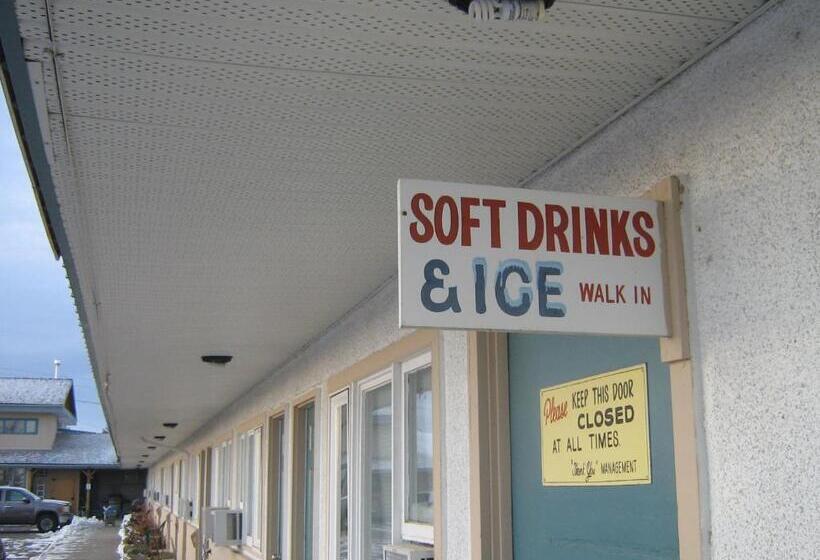 SOFT DRINKS
& ICE WALK IN
Please KEEP THIS DOOR
CLOSED
AT ALL TIMES.
"Thank You" MANAGEMENT